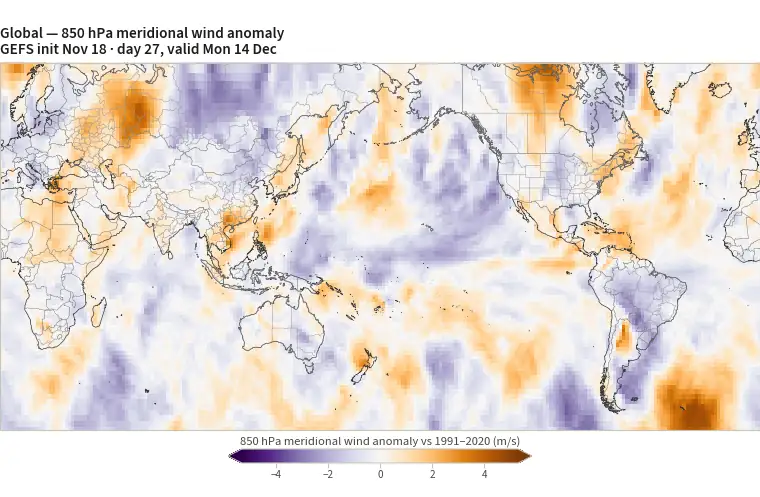 Global — 850 hPa meridional wind anomaly
GEFS init Nov 18 · day 27, valid Mon 14 Dec
850 hPa meridional wind anomaly vs 1991–2020 (m/s)
−4 −2 0 2 4